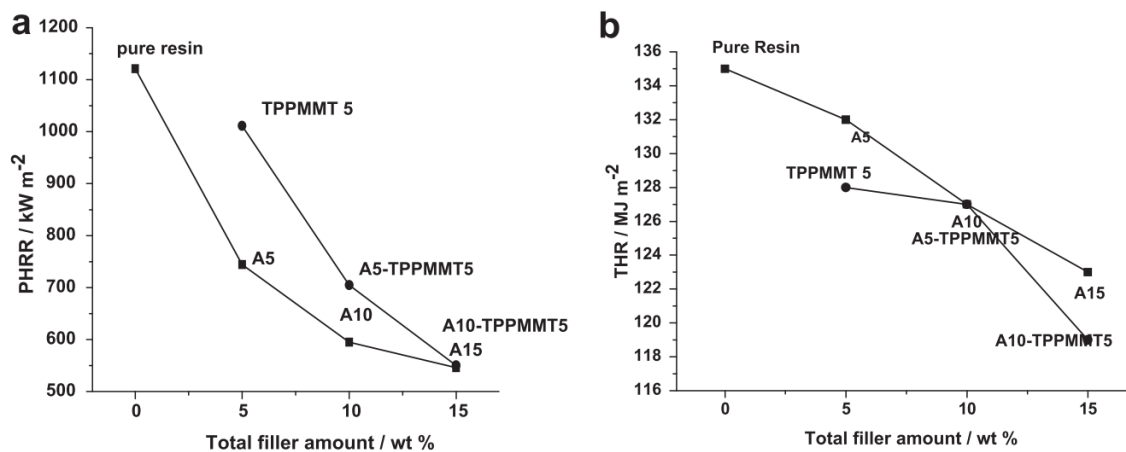 a
1200
1100
1000
900
800
700
600
500
PHRR / kW m⁻²
pure resin
TPPMMT 5
A5
A5-TPPMMT5
A10
A10-TPPMMT5
A15
0 5 10 15
Total filler amount / wt %
b
136
134
132
130
128
126
124
122
120
118
116
THR / MJ m⁻²
Pure Resin
A5
TPPMMT 5
A10
A5-TPPMMT5
A15
A10-TPPMMT5
0 5 10 15
Total filler amount / wt %